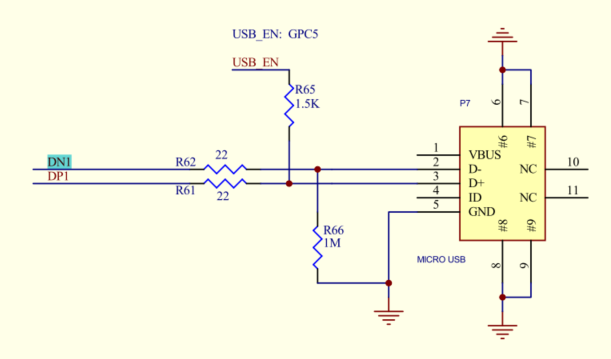 USB_EN: GPC5
USB_EN
R65
1.5K
P7
6
7
#6
#7
DN1
R62
22
1
VBUS
2
D-
NC
10
DP1
R61
22
3
D+
4
ID
NC
11
5
GND
R66
1M
#8
#9
MICRO USB
8
9